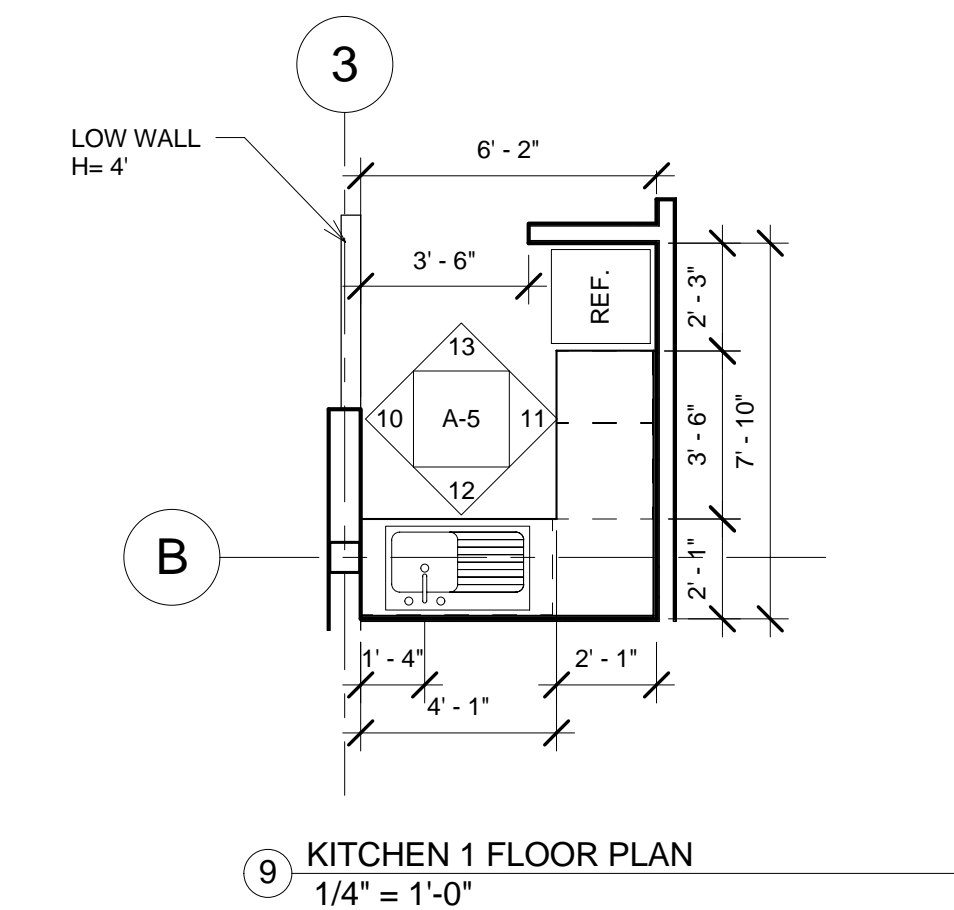 3
LOW WALL
H= 4'
6' - 2"
3' - 6"
REF.
2' - 3"
13
10
A-5
11
12
3' - 6"
7' - 10"
B
2' - 1"
1' - 4"
2' - 1"
4' - 1"
9
KITCHEN 1 FLOOR PLAN
1/4" = 1'-0"